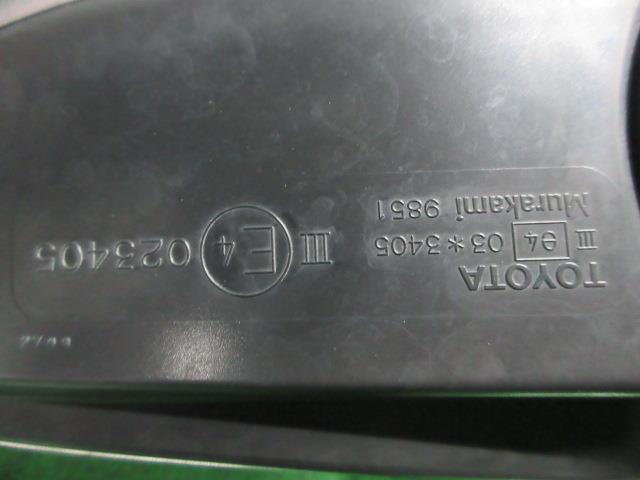 TOYOTA
III e4 03*3405
Murakami 9851
III E4 023405